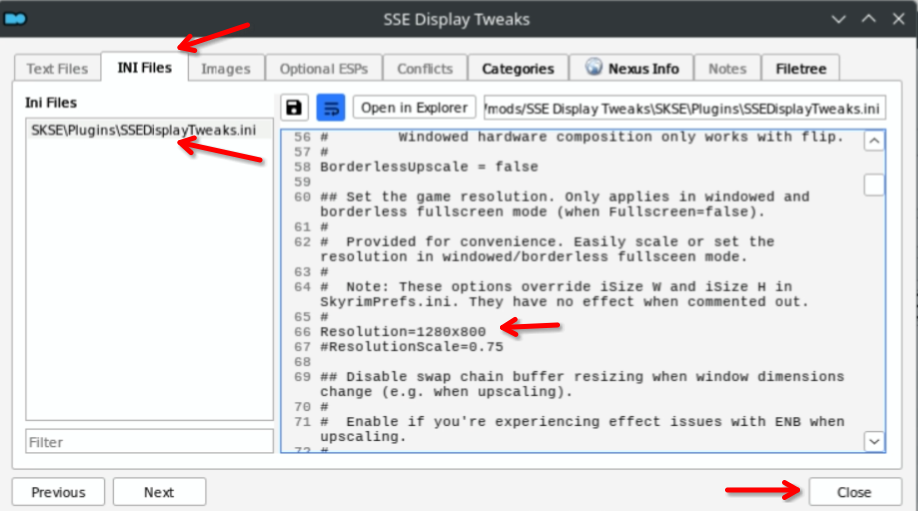 SSE Display Tweaks
Text Files INI Files Images Optional ESPs Conflicts Categories Nexus Info Notes Filetree
Ini Files
SKSE\Plugins\SSEDisplayTweaks.ini
Filter
Open in Explorer /mods/SSE Display Tweaks\SKSE\Plugins\SSEDisplayTweaks.ini
56 # Windowed hardware composition only works with flip.
57 #
58 BorderlessUpscale = false
59
60 ## Set the game resolution. Only applies in windowed and
borderless fullscreen mode (when Fullscreen=false).
61 #
62 # Provided for convenience. Easily scale or set the
resolution in windowed/borderless fullsceen mode.
63 #
64 # Note: These options override iSize W and iSize H in
SkyrimPrefs.ini. They have no effect when commented out.
65 #
66 Resolution=1280x800
67 #ResolutionScale=0.75
68
69 ## Disable swap chain buffer resizing when window dimensions
change (e.g. when upscaling).
70 #
71 # Enable if you're experiencing effect issues with ENB when
upscaling.
72 #
Previous Next Close